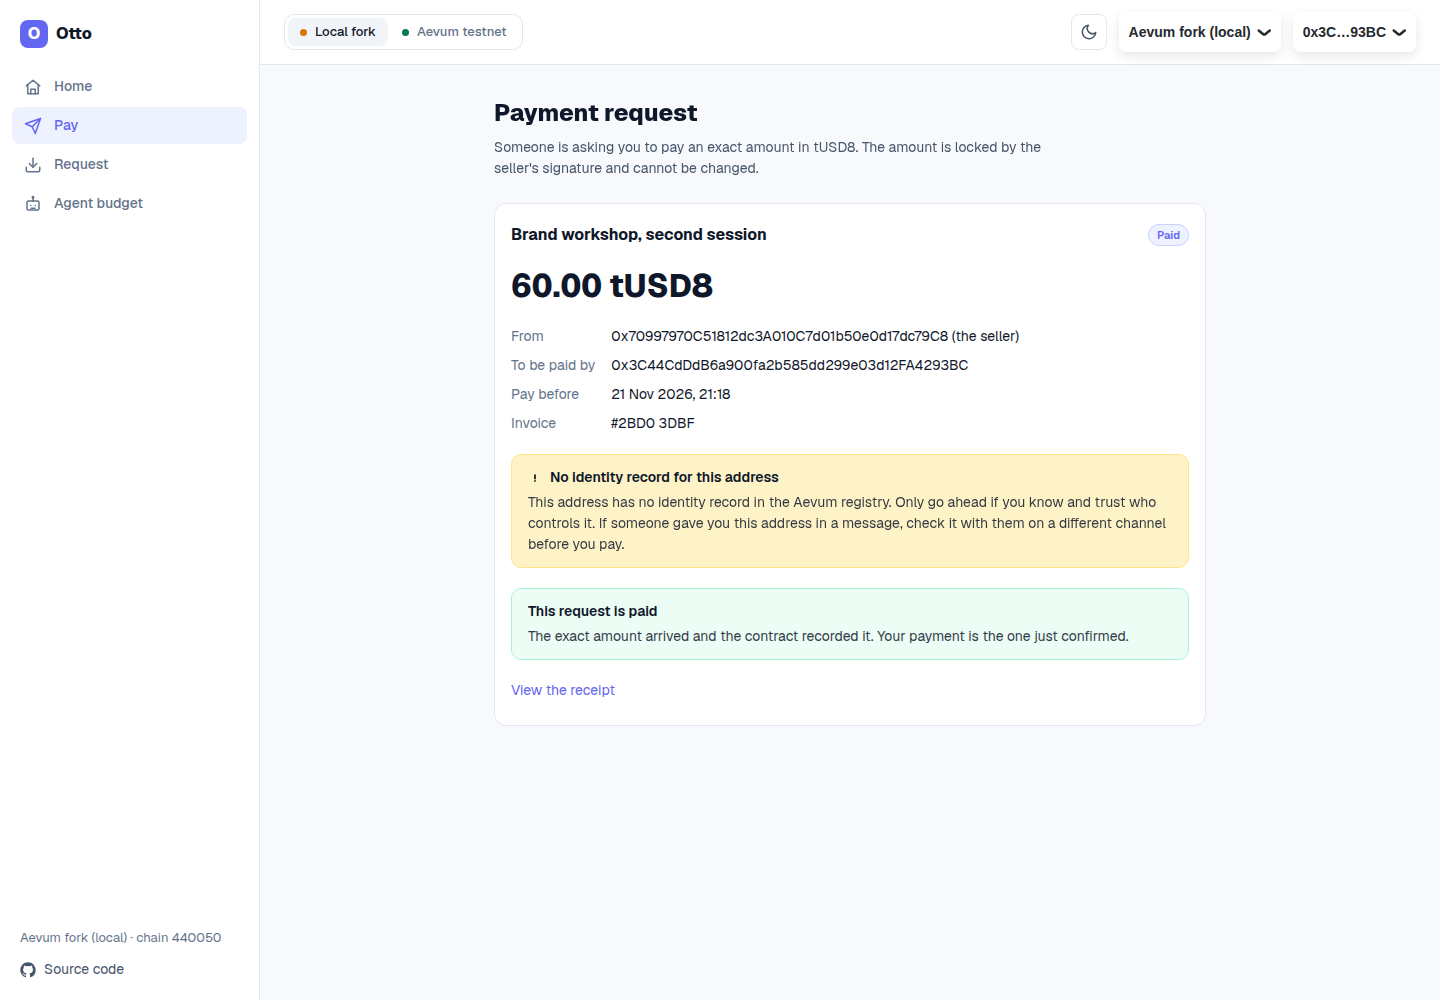 O Otto
Local fork
Aevum testnet
Aevum fork (local)
0x3C...93BC
Home
Pay
Request
Agent budget
Payment request
Someone is asking you to pay an exact amount in tUSD8. The amount is locked by the
seller's signature and cannot be changed.
Brand workshop, second session
Paid
60.00 tUSD8
From 0x70997970C51812dc3A010C7d01b50e0d17dc79C8 (the seller)
To be paid by 0x3C44CdDdB6a900fa2b585dd299e03d12FA4293BC
Pay before 21 Nov 2026, 21:18
Invoice #2BD0 3DBF
! No identity record for this address
This address has no identity record in the Aevum registry. Only go ahead if you know and trust who
controls it. If someone gave you this address in a message, check it with them on a different channel
before you pay.
This request is paid
The exact amount arrived and the contract recorded it. Your payment is the one just confirmed.
View the receipt
Aevum fork (local) · chain 440050
Source code